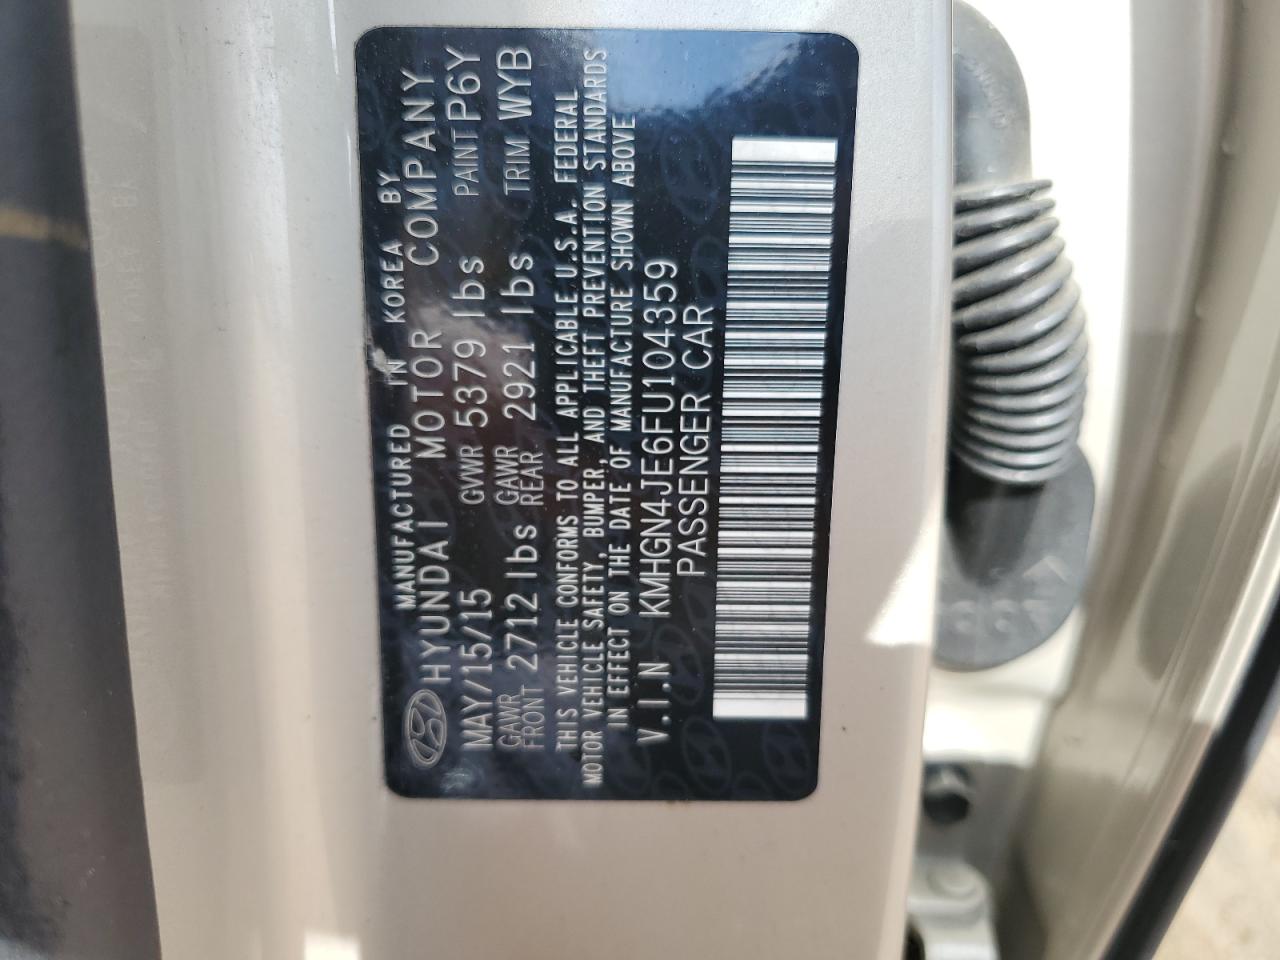 MANUFACTURED IN KOREA BY
HYUNDAI MOTOR COMPANY
MAY/15/15 GVWR 5379 lbs PAINT P6Y
GAWR FRONT 2712 lbs GAWR REAR 2921 lbs TRIM WYB
THIS VEHICLE CONFORMS TO ALL APPLICABLE U.S.A. FEDERAL
MOTOR VEHICLE SAFETY, BUMPER, AND THEFT PREVENTION STANDARDS
IN EFFECT ON THE DATE OF MANUFACTURE SHOWN ABOVE
V.I.N KMHGN4JE6FU104359
PASSENGER CAR